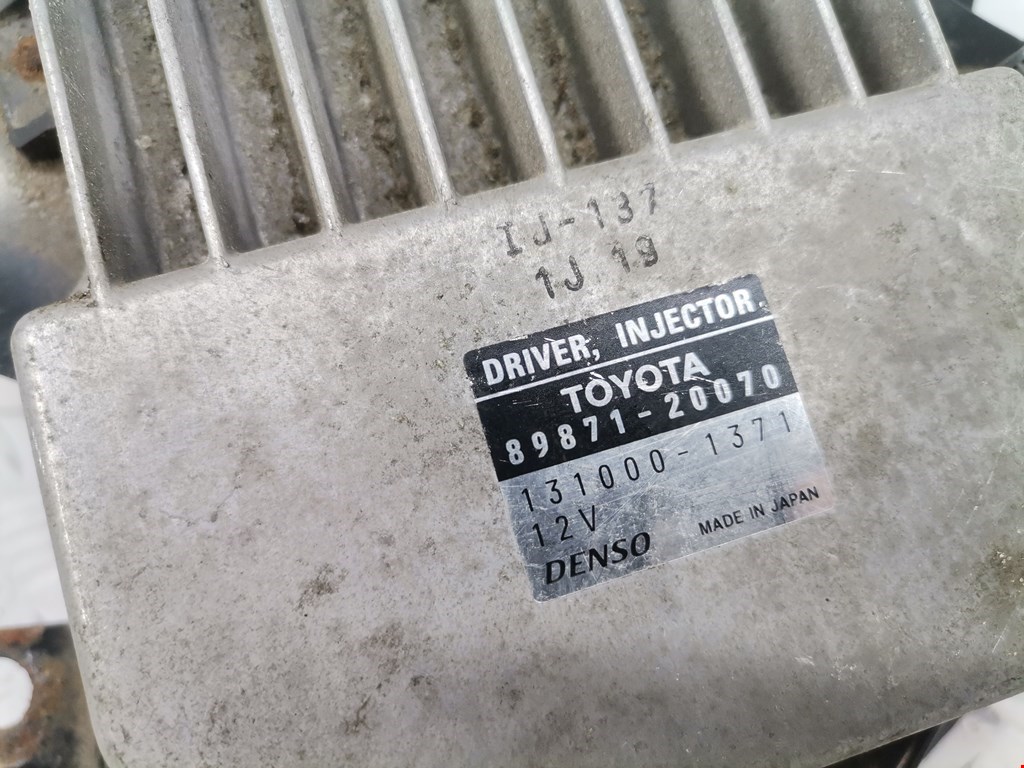 IJ-137
1J 19
DRIVER, INJECTOR
TOYOTA
89871-20070
131000-1371
12V
DENSO MADE IN JAPAN